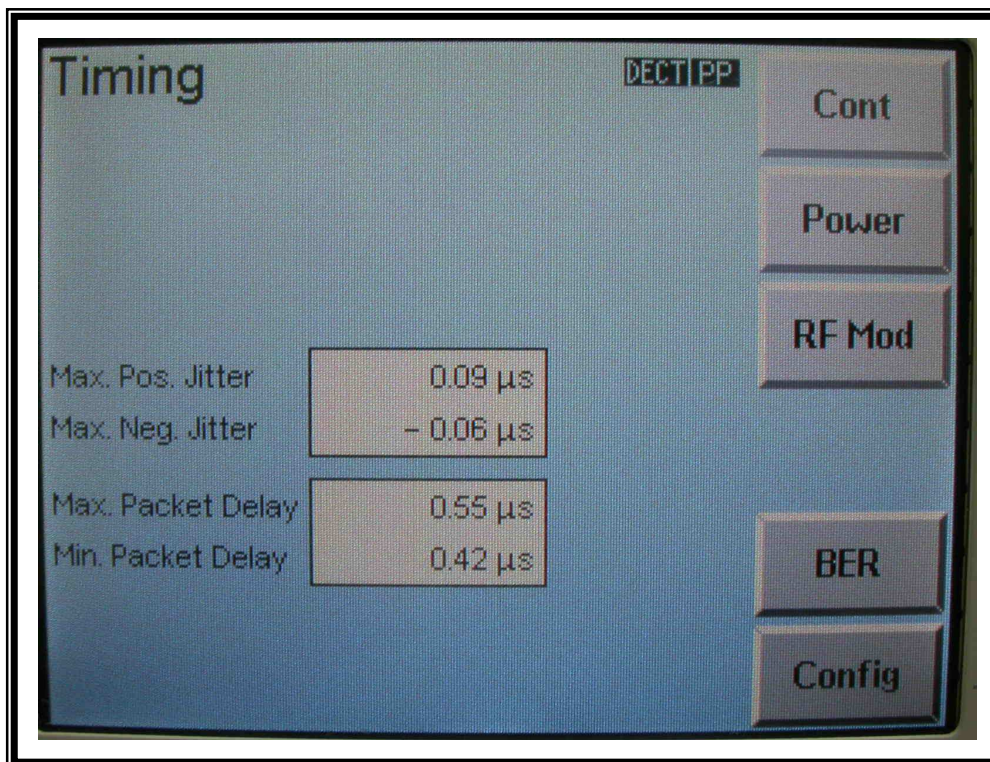 Timing DECT PP
Cont
Power
RF Mod
Max. Pos. Jitter 0.09 µs
Max. Neg. Jitter – 0.06 µs
Max. Packet Delay 0.55 µs
Min. Packet Delay 0.42 µs
BER
Config